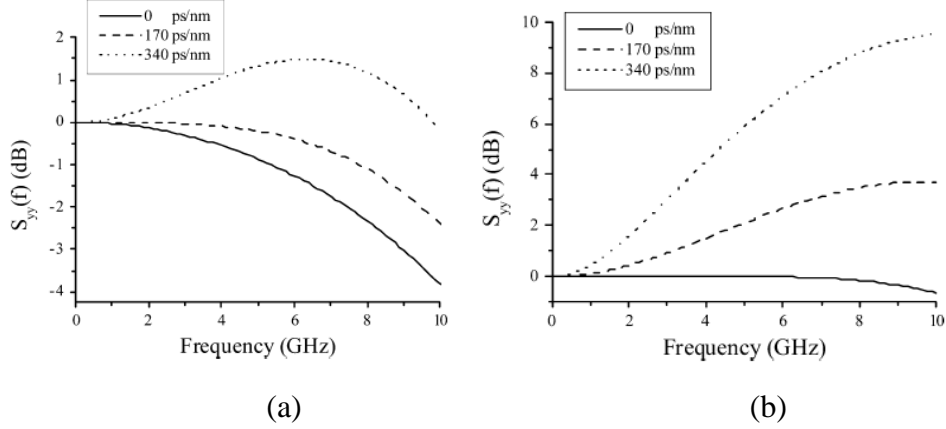 0 ps/nm
170 ps/nm
340 ps/nm
2
1
0
-1
-2
-3
-4
S_yy(f) (dB)
0 2 4 6 8 10
Frequency (GHz)
(a)
0 ps/nm
170 ps/nm
340 ps/nm
10
8
6
4
2
0
S_yy(f) (dB)
0 2 4 6 8 10
Frequency (GHz)
(b)